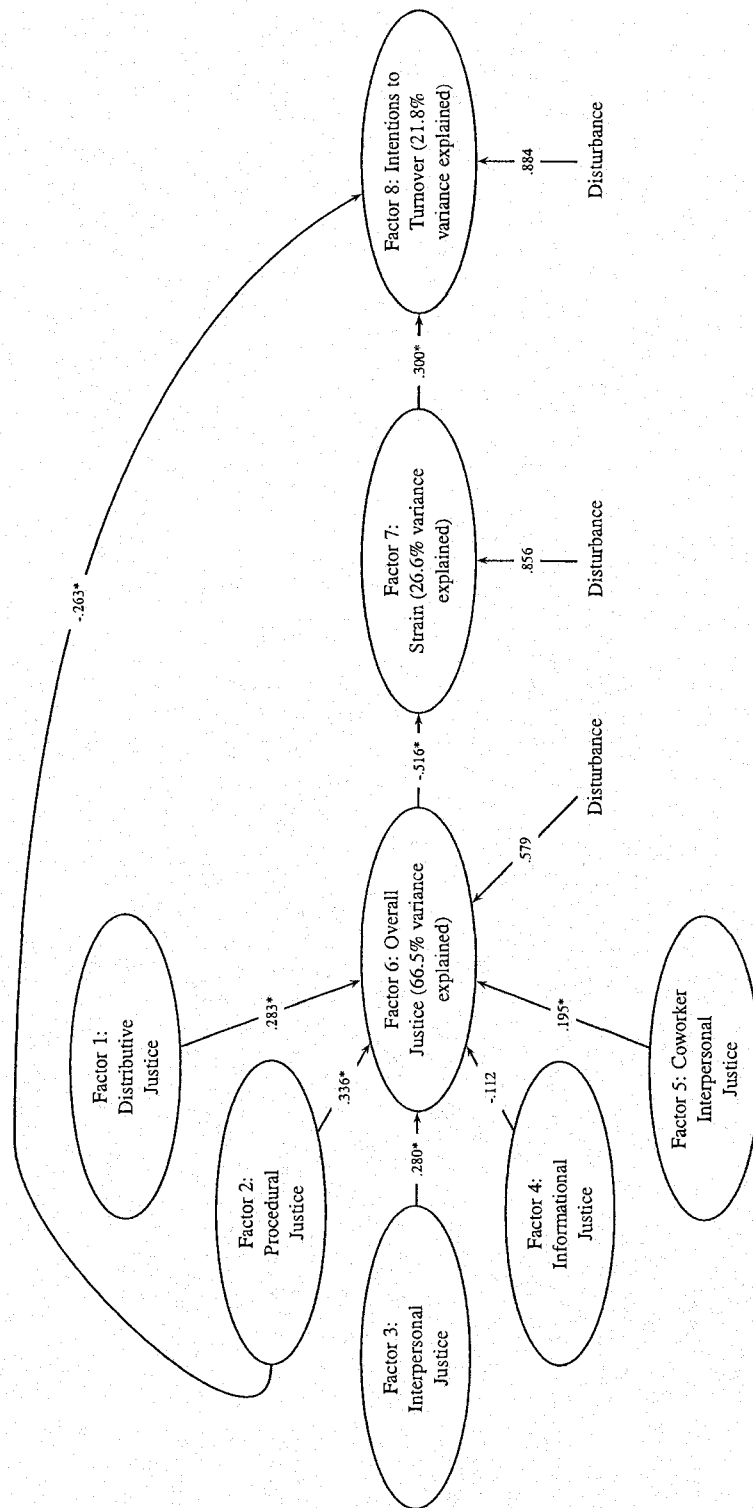 -.263*
Factor 1:
Distributive
Justice
.283*
Factor 2:
Procedural
Justice
.336*
Factor 3:
Interpersonal
Justice
.280*
Factor 4:
Informational
Justice
-.112
Factor 5: Coworker
Interpersonal
Justice
.195*
Factor 6: Overall
Justice (66.5% variance
explained)
.579
Disturbance
-.516*
Factor 7:
Strain (26.6% variance
explained)
.856
Disturbance
.300*
Factor 8: Intentions to
Turnover (21.8%
variance explained)
.884
Disturbance